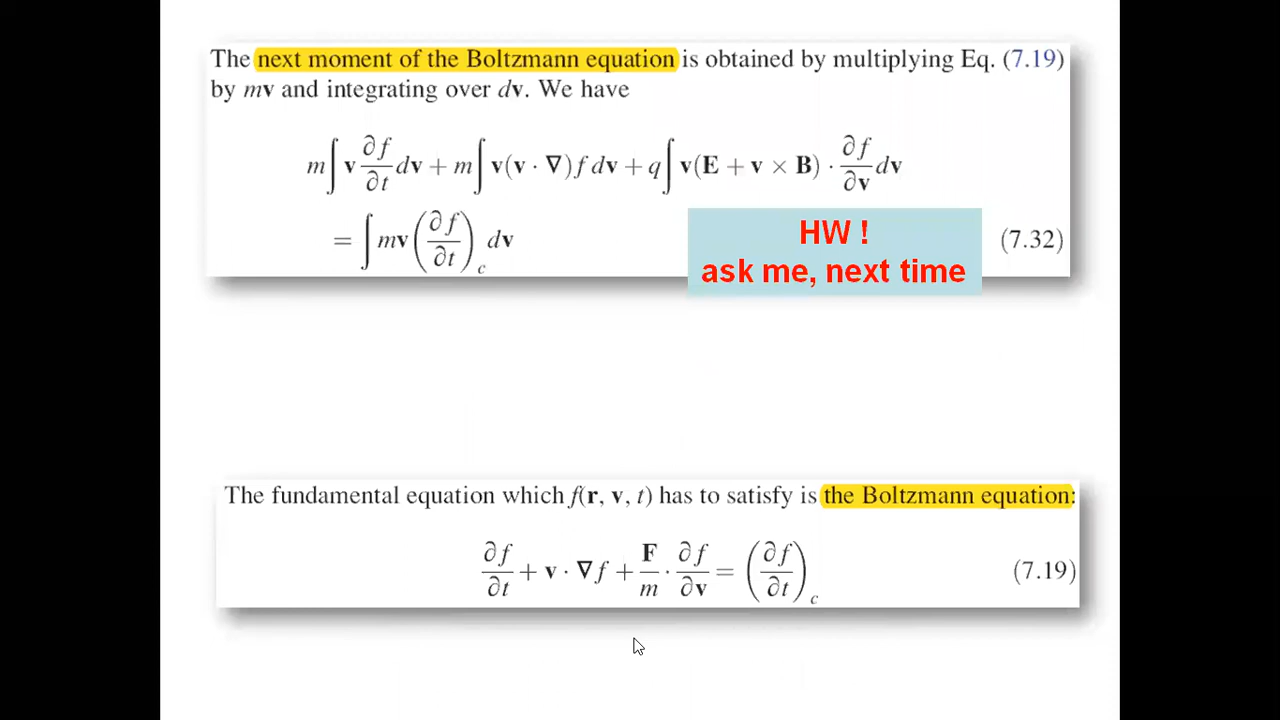 The next moment of the Boltzmann equation is obtained by multiplying Eq. (7.19)
by mv and integrating over dv. We have
m∫ v ∂f/∂t dv + m∫ v(v · ∇)f dv + q∫ v(E + v × B) · ∂f/∂v dv
= ∫ mv (∂f/∂t)c dv (7.32)
HW !
ask me, next time
The fundamental equation which f(r, v, t) has to satisfy is the Boltzmann equation:
∂f/∂t + v · ∇f + F/m · ∂f/∂v = (∂f/∂t)c (7.19)